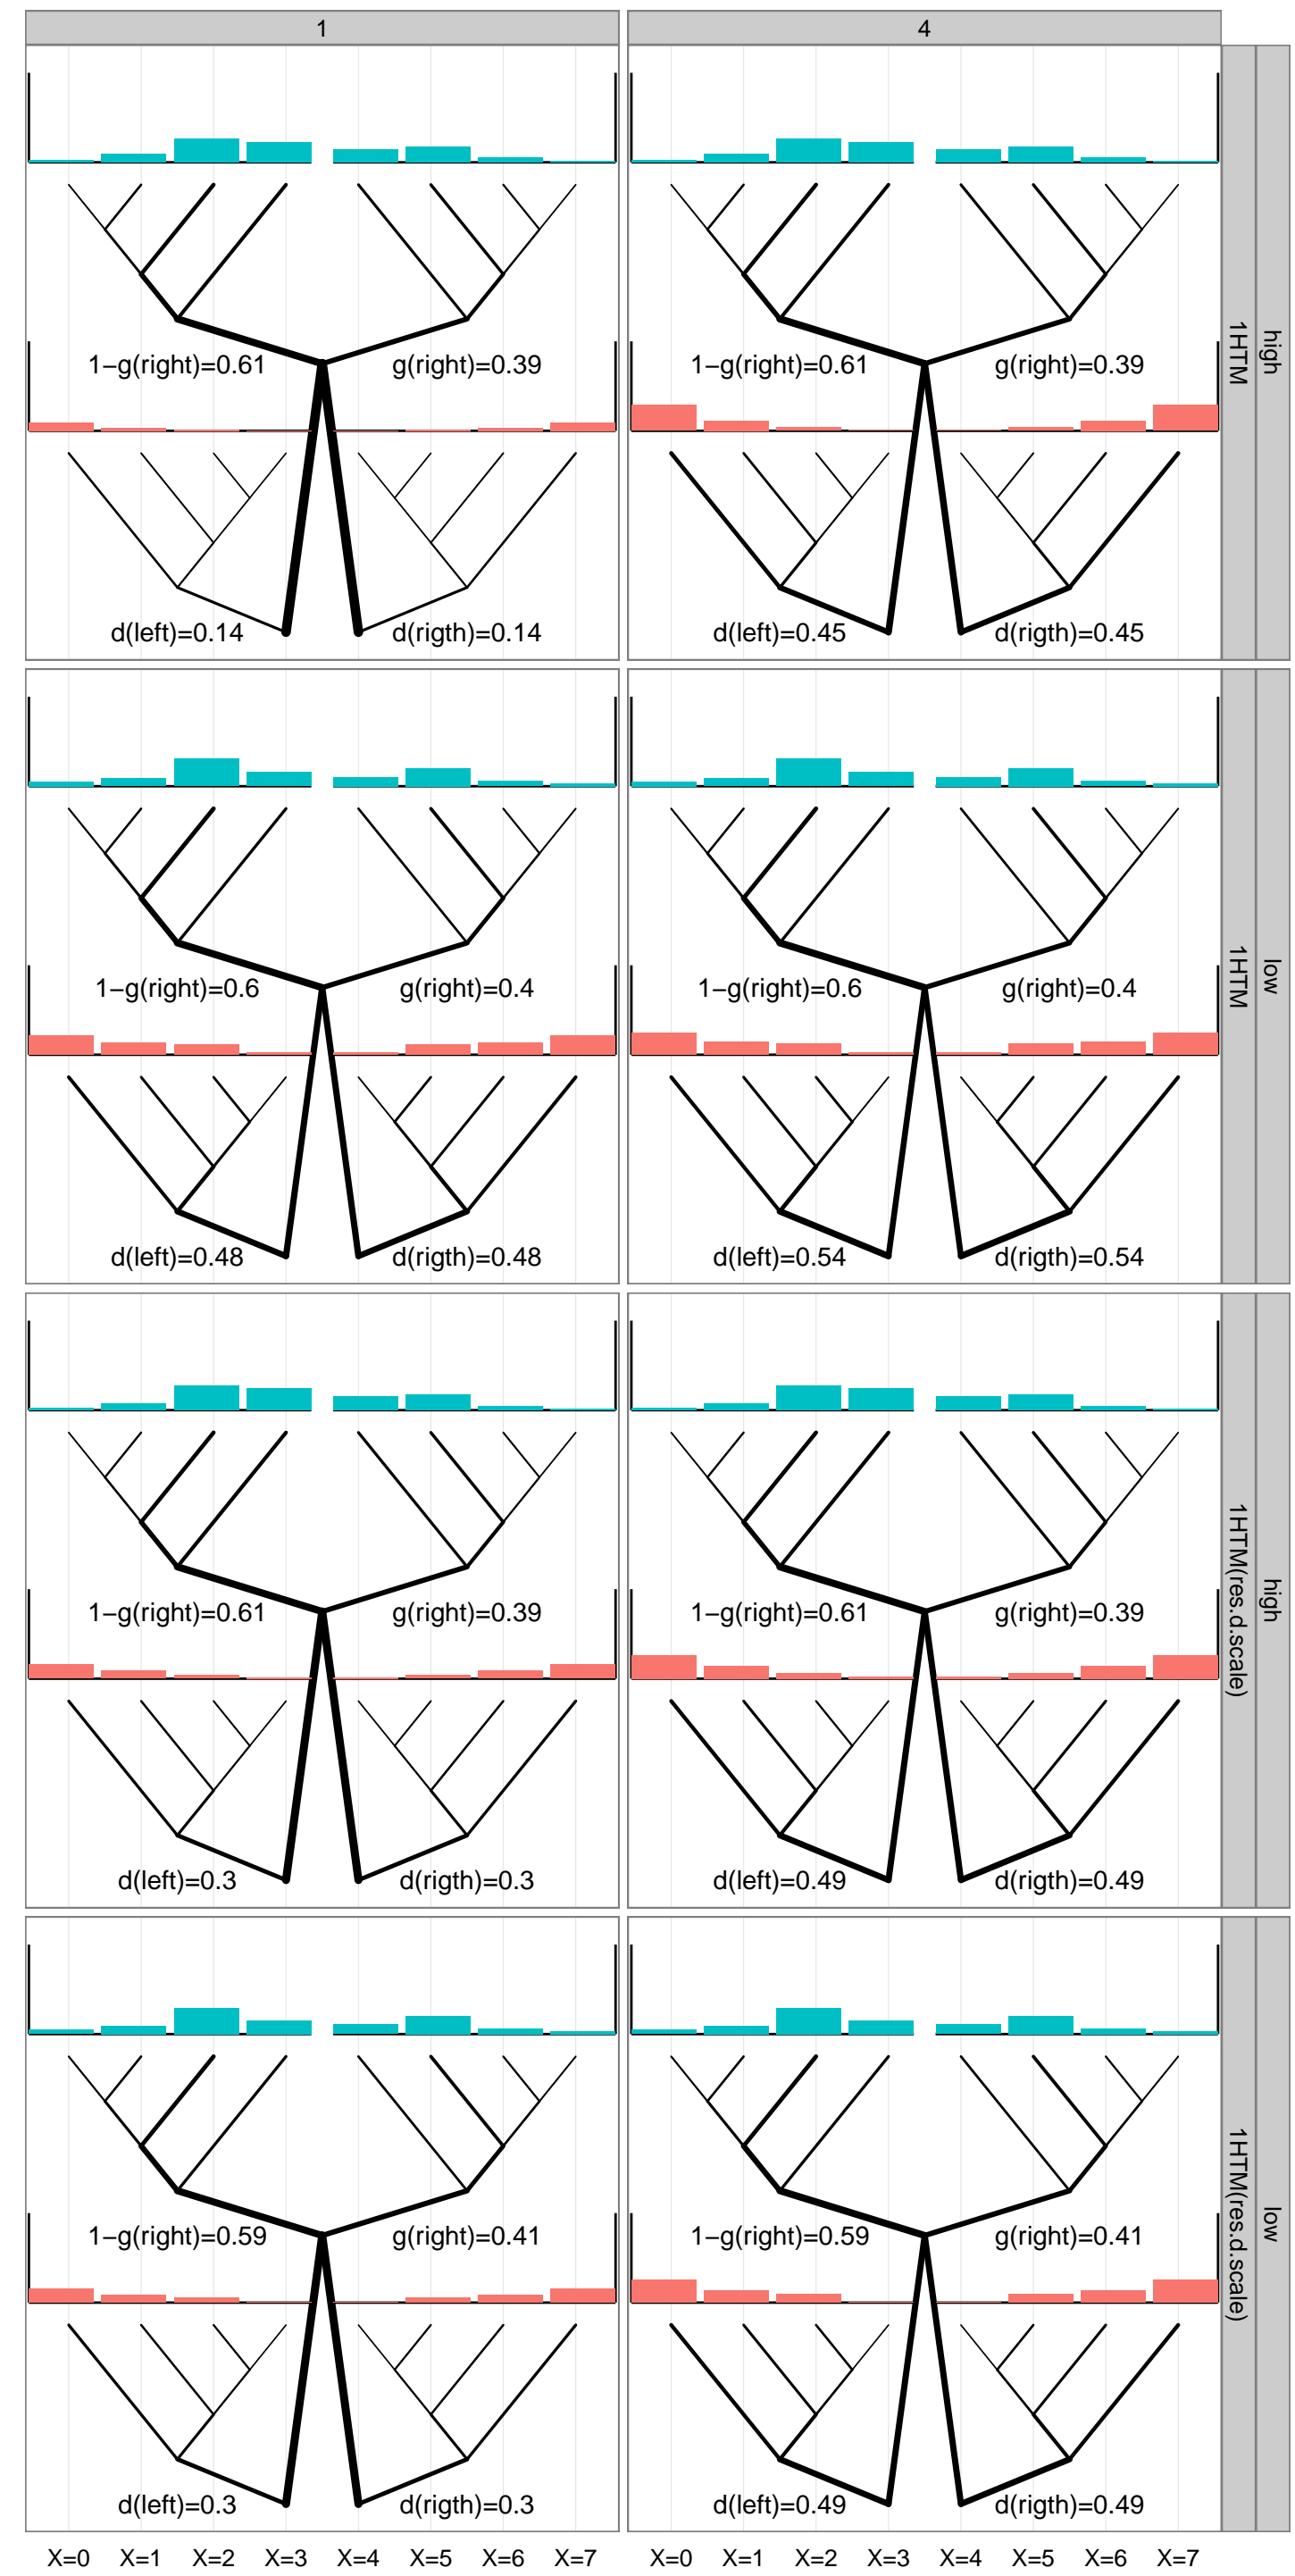 1 4
1−g(right)=0.61 g(right)=0.39 1−g(right)=0.61 g(right)=0.39
d(left)=0.14 d(rigth)=0.14 d(left)=0.45 d(rigth)=0.45
high
1HTM
1−g(right)=0.6 g(right)=0.4 1−g(right)=0.6 g(right)=0.4
d(left)=0.48 d(rigth)=0.48 d(left)=0.54 d(rigth)=0.54
low
1HTM
1−g(right)=0.61 g(right)=0.39 1−g(right)=0.61 g(right)=0.39
d(left)=0.3 d(rigth)=0.3 d(left)=0.49 d(rigth)=0.49
high
1HTM(res.d.scale)
1−g(right)=0.59 g(right)=0.41 1−g(right)=0.59 g(right)=0.41
d(left)=0.3 d(rigth)=0.3 d(left)=0.49 d(rigth)=0.49
low
1HTM(res.d.scale)
X=0 X=1 X=2 X=3 X=4 X=5 X=6 X=7 X=0 X=1 X=2 X=3 X=4 X=5 X=6 X=7